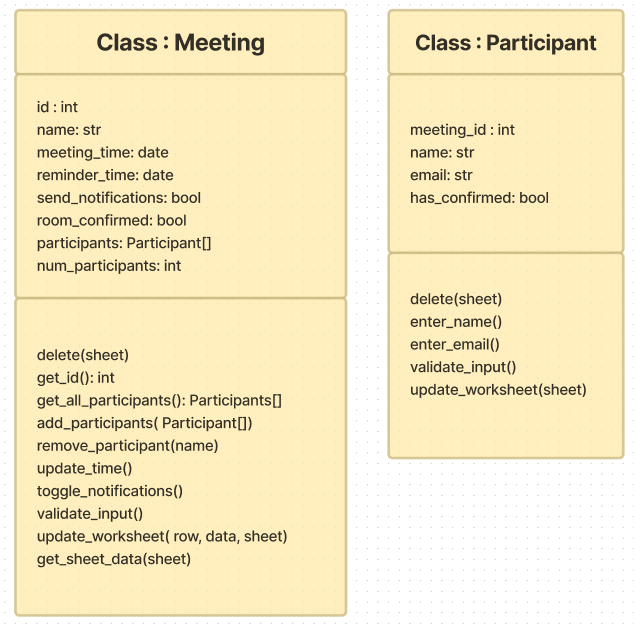 Class : Meeting
id : int
name: str
meeting_time: date
reminder_time: date
send_notifications: bool
room_confirmed: bool
participants: Participant[]
num_participants: int
delete(sheet)
get_id(): int
get_all_participants(): Participants[]
add_participants( Participant[])
remove_participant(name)
update_time()
toggle_notifications()
validate_input()
update_worksheet( row, data, sheet)
get_sheet_data(sheet)
Class : Participant
meeting_id : int
name: str
email: str
has_confirmed: bool
delete(sheet)
enter_name()
enter_email()
validate_input()
update_worksheet(sheet)